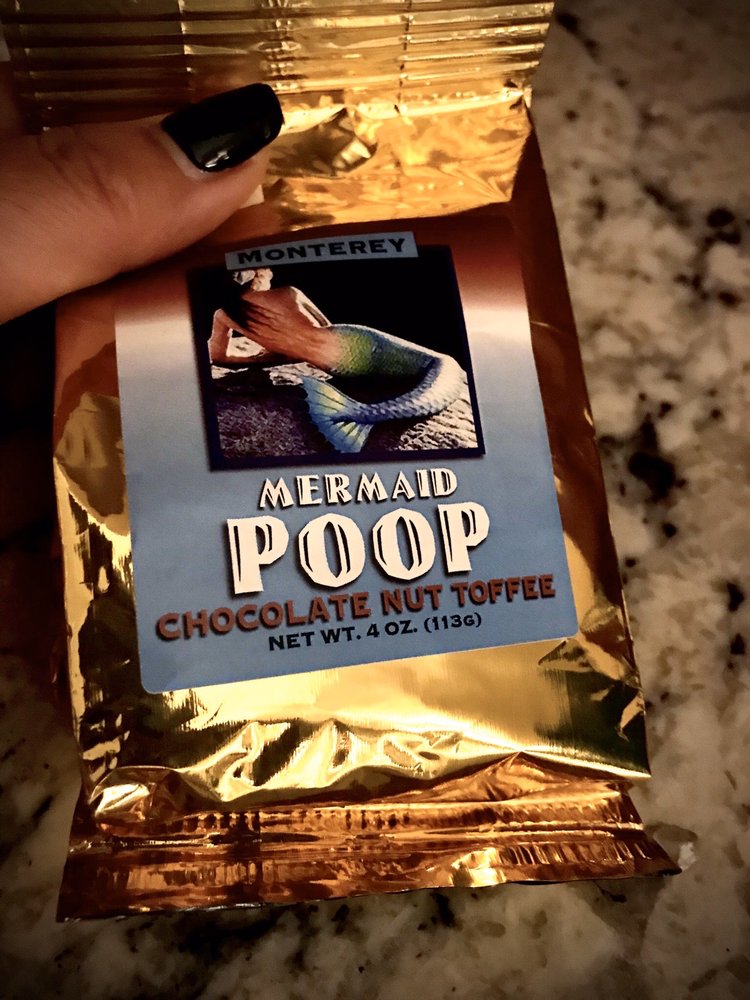 MONTEREY
MERMAID
POOP
CHOCOLATE NUT TOFFEE
NET WT. 4 OZ. (113G)